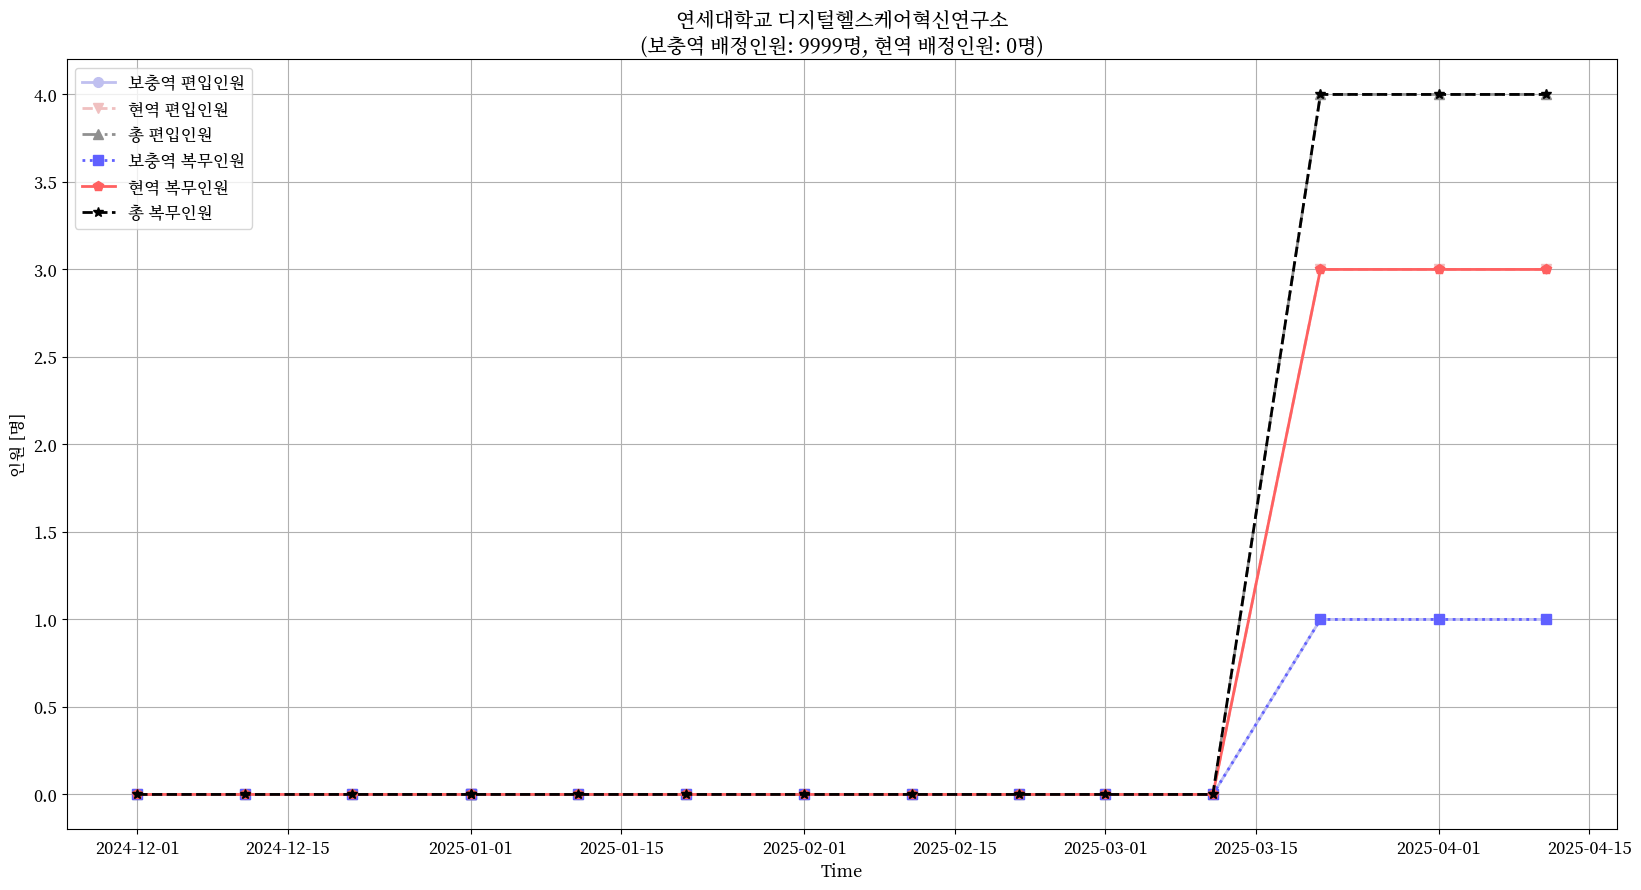 연세대학교 디지털헬스케어혁신연구소
(보충역 배정인원: 9999명, 현역 배정인원: 0명)
보충역 편입인원
현역 편입인원
총 편입인원
보충역 복무인원
현역 복무인원
총 복무인원
4.0
3.5
3.0
2.5
2.0
1.5
1.0
0.5
0.0
인원 [명]
2024-12-01
2024-12-15
2025-01-01
2025-01-15
2025-02-01
2025-02-15
2025-03-01
2025-03-15
2025-04-01
2025-04-15
Time